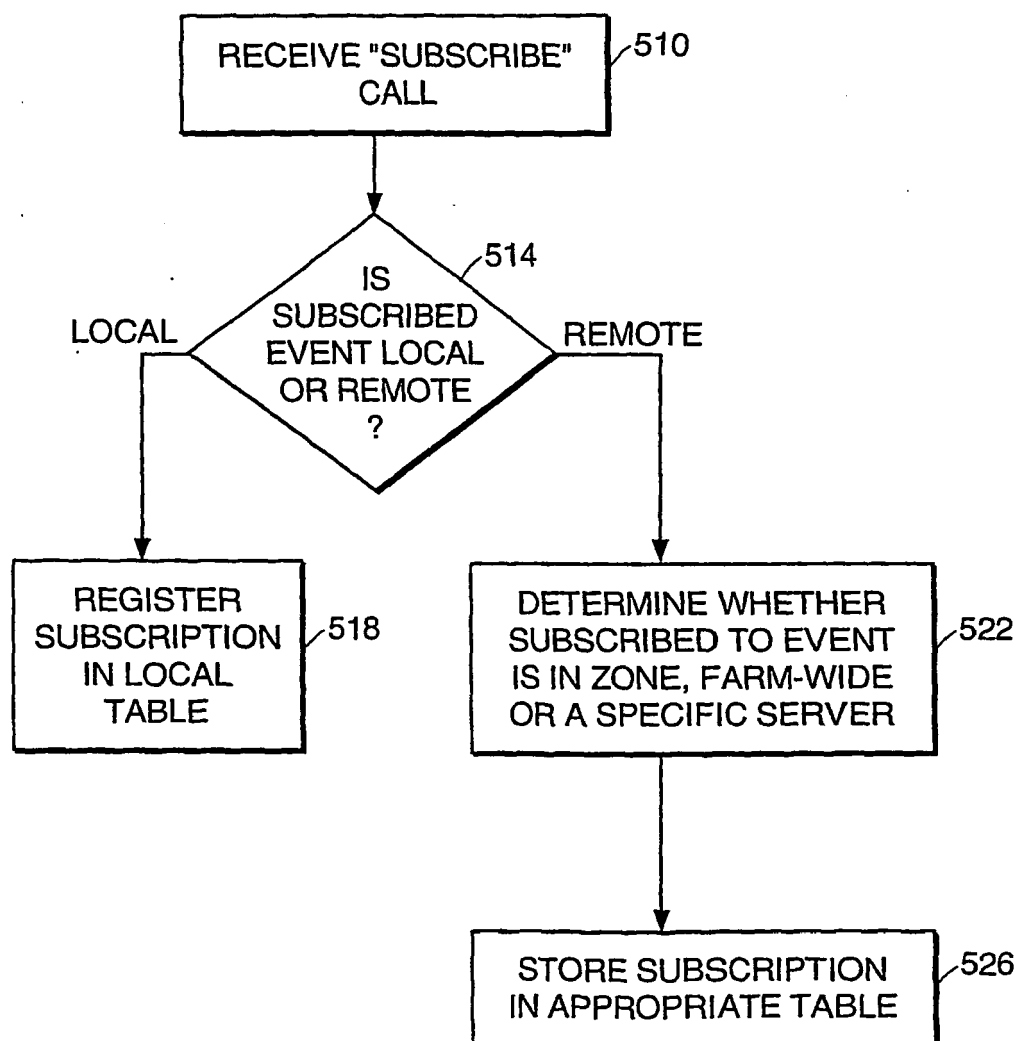 RECEIVE "SUBSCRIBE"
CALL
510
514
IS
SUBSCRIBED
EVENT LOCAL
OR REMOTE
?
LOCAL
REMOTE
REGISTER
SUBSCRIPTION
IN LOCAL
TABLE
518
DETERMINE WHETHER
SUBSCRIBED TO EVENT
IS IN ZONE, FARM-WIDE
OR A SPECIFIC SERVER
522
STORE SUBSCRIPTION
IN APPROPRIATE TABLE
526